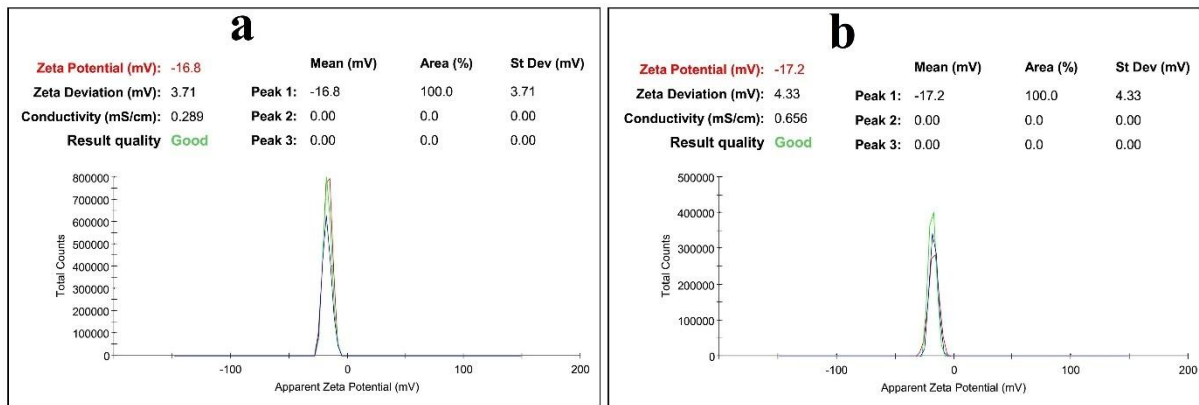 a
Mean (mV) Area (%) St Dev (mV)
Zeta Potential (mV): -16.8
Zeta Deviation (mV): 3.71 Peak 1: -16.8 100.0 3.71
Conductivity (mS/cm): 0.289 Peak 2: 0.00 0.0 0.00
Result quality Good Peak 3: 0.00 0.0 0.00
800000
700000
600000
500000
400000
300000
200000
100000
0
Total Counts
-100 0 100 200
Apparent Zeta Potential (mV)
b
Mean (mV) Area (%) St Dev (mV)
Zeta Potential (mV): -17.2
Zeta Deviation (mV): 4.33 Peak 1: -17.2 100.0 4.33
Conductivity (mS/cm): 0.656 Peak 2: 0.00 0.0 0.00
Result quality Good Peak 3: 0.00 0.0 0.00
500000
400000
300000
200000
100000
0
Total Counts
-100 0 100 200
Apparent Zeta Potential (mV)